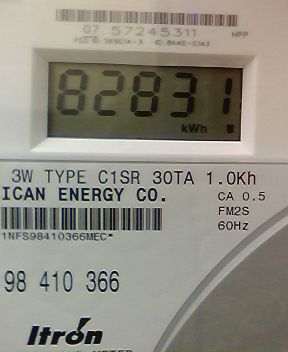 07 57245311 HPP
82831
kWh
3W TYPE C1SR 30TA 1.0Kh
ICAN ENERGY CO.
CA 0.5
FM2S
60Hz
1NFS98410366MEC*
98 410 366
Itron